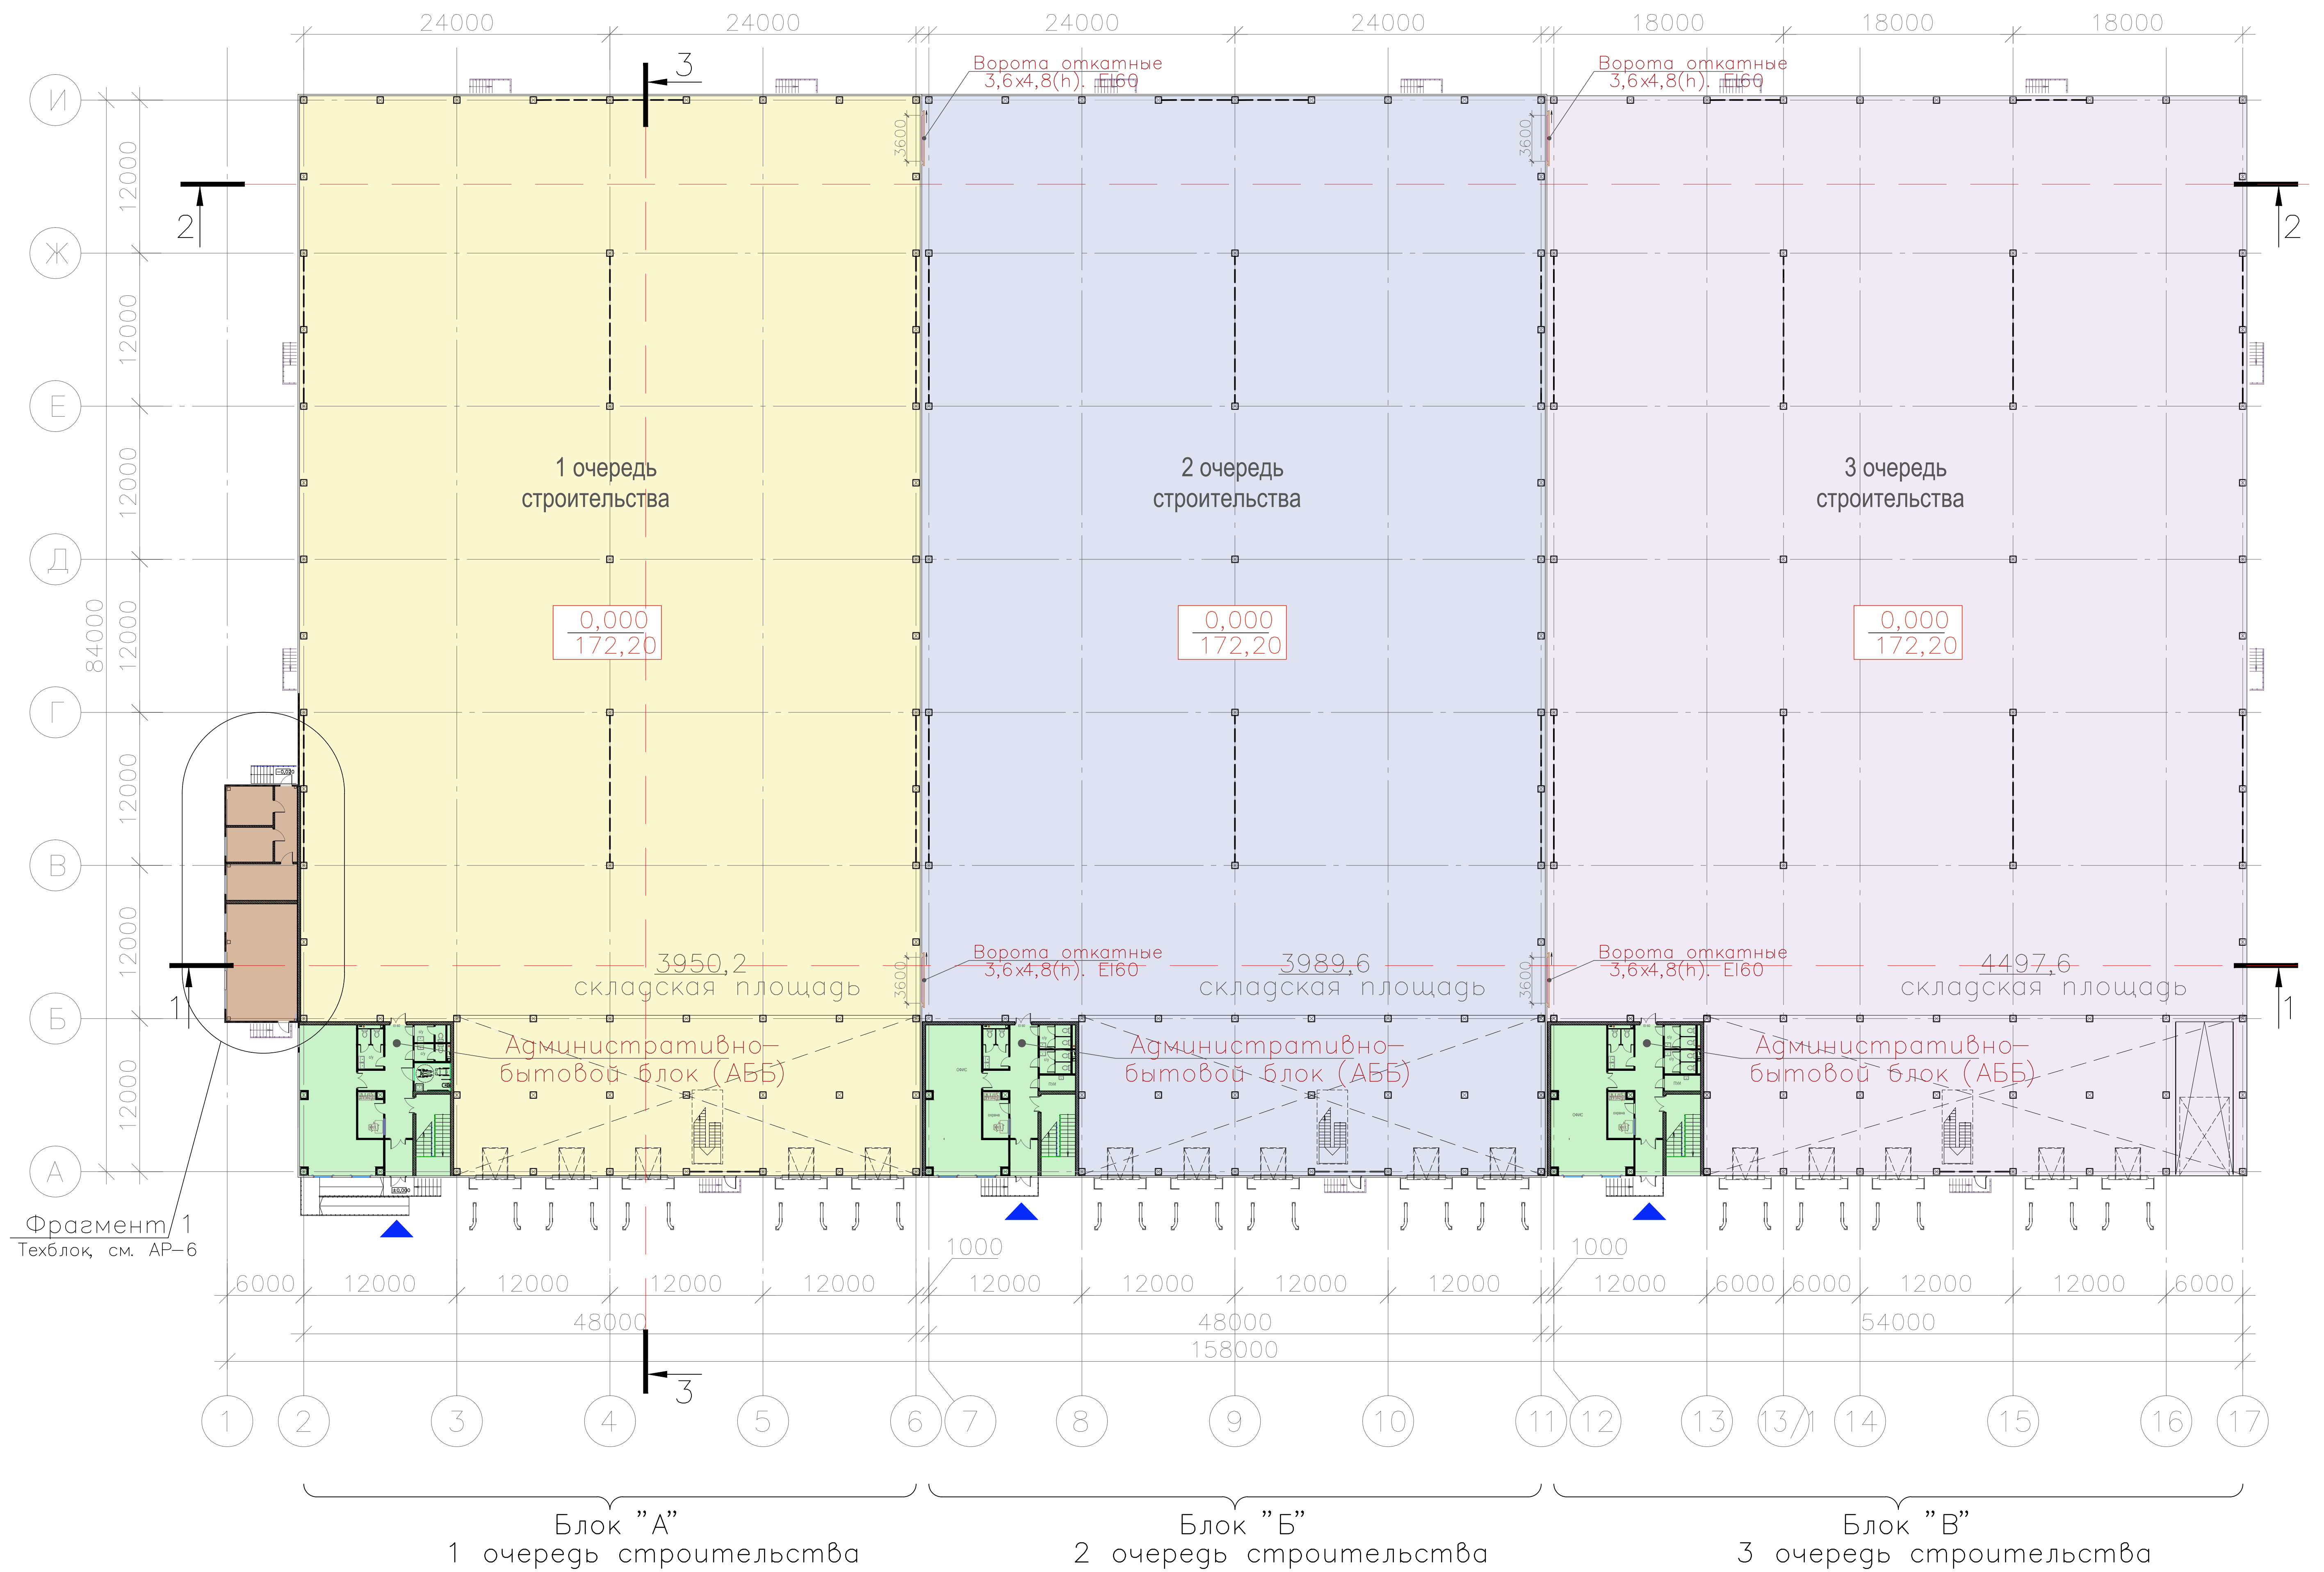 24000 24000 24000 24000 18000 18000 18000
3 Ворота откатные Ворота откатные
3,6х4,8(h). EI60 3,6х4,8(h). EI60
И
3600 3600
12000
2 2
Ж
12000
Е
1 очередь 2 очередь 3 очередь
строительства строительства строительства
12000
Д
0,000 0,000 0,000
172,20 172,20 172,20
84000
12000
Г
-0,020
12000
В
12000
3950,2 Ворота откатные 3989,6 Ворота откатные 4497,6
3,6х4,8(h). EI60 3,6х4,8(h). EI60
складская площадь складская площадь складская площадь
3600 3600
1 1
Б
Административно- Административно- Административно-
бытовой блок (АББ) бытовой блок (АББ) бытовой блок (АББ)
12000
А
±0,000
Фрагмент 1
Техблок, см. АР-6
1000 1000
6000 12000 12000 12000 12000 12000 12000 12000 12000 12000 6000 6000 12000 12000 6000
48000 48000 54000
158000
3
1 2 3 4 5 6 7 8 9 10 11 12 13 13/1 14 15 16 17
Блок "А" Блок "Б" Блок "В"
1 очередь строительства 2 очередь строительства 3 очередь строительства